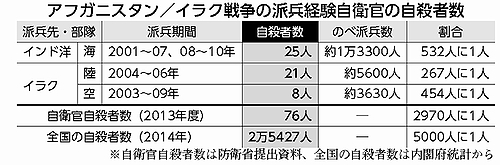 アフガニスタン／イラク戦争の派兵経験自衛官の自殺者数
派兵先・部隊 派兵期間 自殺者数 のべ派兵数 割合
インド洋 海 2001〜07、08〜10年 25人 約1万3300人 532人に1人
イラク 陸 2004〜06年 21人 約5600人 267人に1人
空 2003〜09年 8人 約3630人 454人に1人
自衛官自殺者数（2013年度） 76人 — 2970人に1人
全国の自殺者数（2014年） 2万5427人 — 5000人に1人
※自衛官自殺者数は防衛省提出資料、全国の自殺者数は内閣府統計から